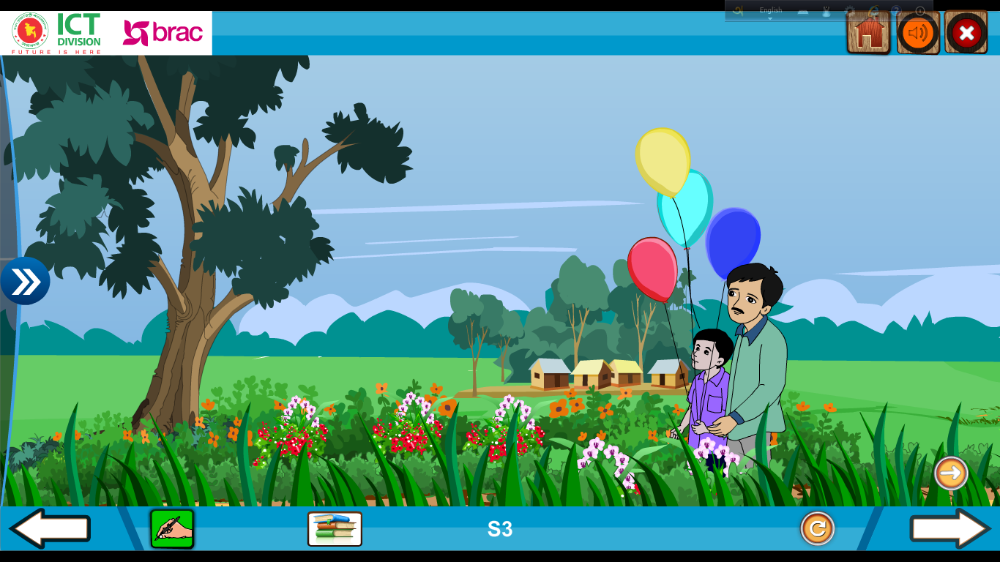 English
ICT
DIVISION
FUTURE IS HERE
brac
S3